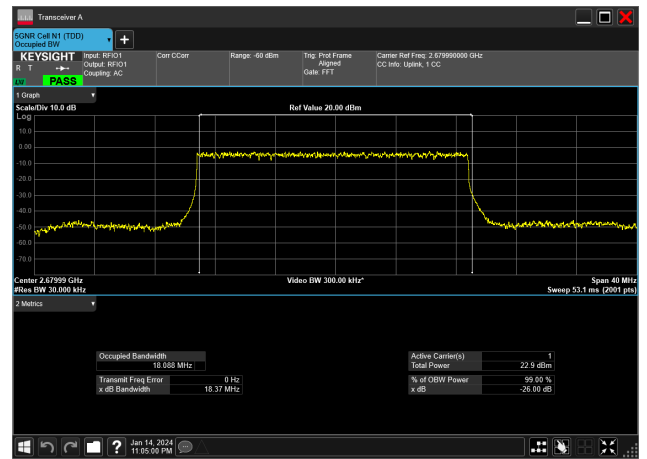 Transceiver A
5GNR Cell N1 (TDD)
Occupied BW
KEYSIGHT
R T
LW PASS
Input: RFIO1
Output: RFIO1
Coupling: AC
Corr CCorr
Range: -60 dBm
Trig: Prot Frame
Aligned
Gate: FFT
Carrier Ref Freq: 2.679990000 GHz
CC Info: Uplink, 1 CC
1 Graph
Scale/Div 10.0 dB
Ref Value 20.00 dBm
Log
10.0
0.00
-10.0
-20.0
-30.0
-40.0
-50.0
-60.0
-70.0
Center 2.67999 GHz
Video BW 300.00 kHz*
Span 40 MHz
#Res BW 30.000 kHz
Sweep 53.1 ms (2001 pts)
2 Metrics
Occupied Bandwidth
18.088 MHz
Active Carrier(s) 1
Total Power 22.9 dBm
Transmit Freq Error 0 Hz
x dB Bandwidth 18.37 MHz
% of OBW Power 99.00 %
x dB -26.00 dB
?
Jan 14, 2024
11:05:00 PM